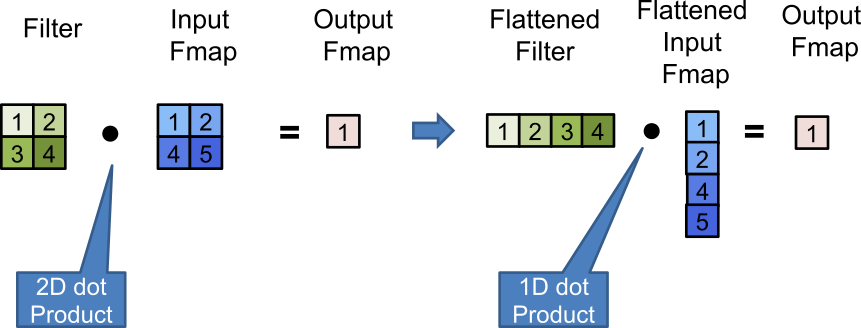 Filter
Input
Fmap
Output
Fmap
Flattened
Filter
Flattened
Input
Fmap
Output
Fmap
1 2
3 4
●
1 2
4 5
=
1
1 2 3 4
●
1
2
4
5
=
1
2D dot
Product
1D dot
Product